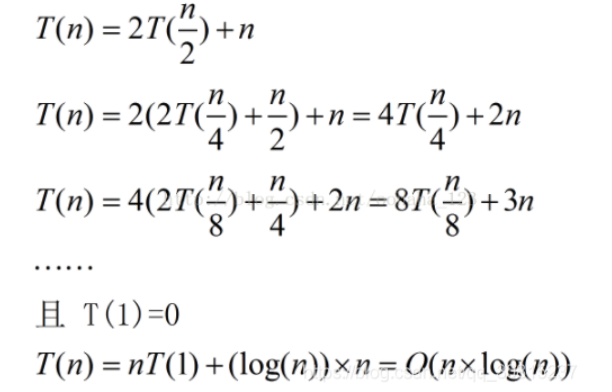 T(n) = 2T(n/2) + n
T(n) = 2(2T(n/4) + n/2) + n = 4T(n/4) + 2n
T(n) = 4(2T(n/8) + n/4) + 2n = 8T(n/8) + 3n
……
且 T(1)=0
T(n) = nT(1) + (log(n))×n = O(n×log(n))